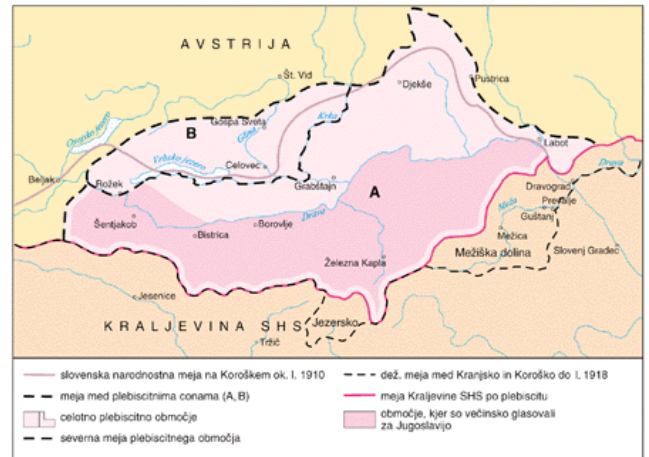 AVSTRIJA
Št. Vid
Djekše
Pustrica
Gospa Sveta
Krka
B
Glina
Osojsko jezero
Vrbsko jezero
Celovec
Labot
Beljak
Rožek
Grabštajn
A
Drava
Dravograd
Prevalje
Guštanj
Meža
Šentjakob
Bistrica
Borovlje
Drava
Mežica
Železna Kapla
Mežiška dolina
Slovenj Gradec
Jesenice
KRALJEVINA SHS
Jezersko
Tržič
slovenska narodnostna meja na Koroškem ok. l. 1910
meja med plebiscitnima conama (A, B)
celotno plebiscitno območje
severna meja plebiscitnega območja
dež. meja med Kranjsko in Koroško do l. 1918
meja Kraljevine SHS po plebiscitu
območje, kjer so večinsko glasovali
za Jugoslavijo